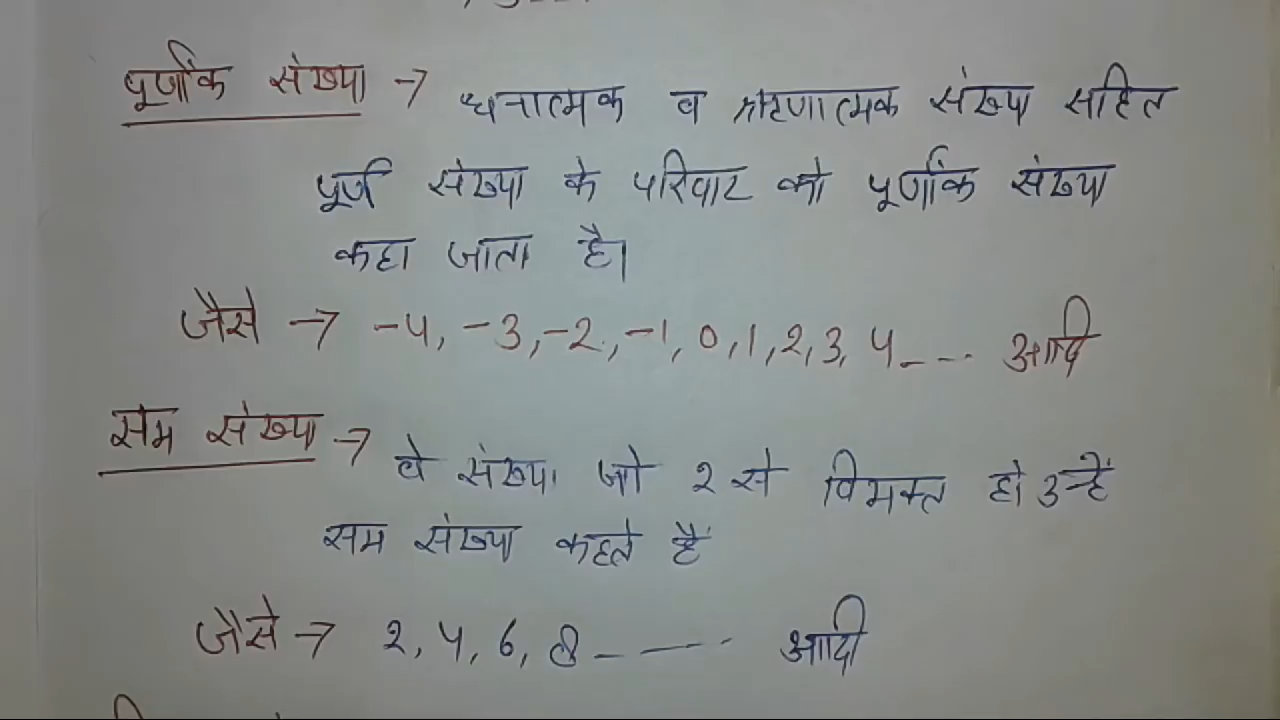 पूर्णांक संख्या → धनात्मक व ऋणात्मक संख्या सहित
पूर्ण संख्या के परिवार को पूर्णांक संख्या
कहा जाता है।
जैसे → -4, -3, -2, -1, 0, 1, 2, 3, 4 --- आदि
सम संख्या → वे संख्या जो 2 से विभक्त हो उन्हें
सम संख्या कहते हैं
जैसे → 2, 4, 6, 8 ---- आदी